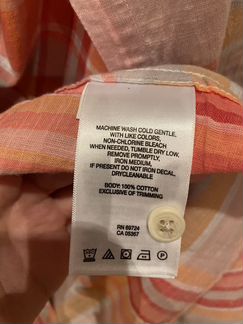 MACHINE WASH COLD GENTLE,
WITH LIKE COLORS,
NON-CHLORINE BLEACH
WHEN NEEDED, TUMBLE DRY LOW,
REMOVE PROMPTLY,
IRON MEDIUM,
IF PRESENT DO NOT IRON DECAL,
DRYCLEANABLE
BODY: 100% COTTON
EXCLUSIVE OF TRIMMING
RN 69724
CA 05367